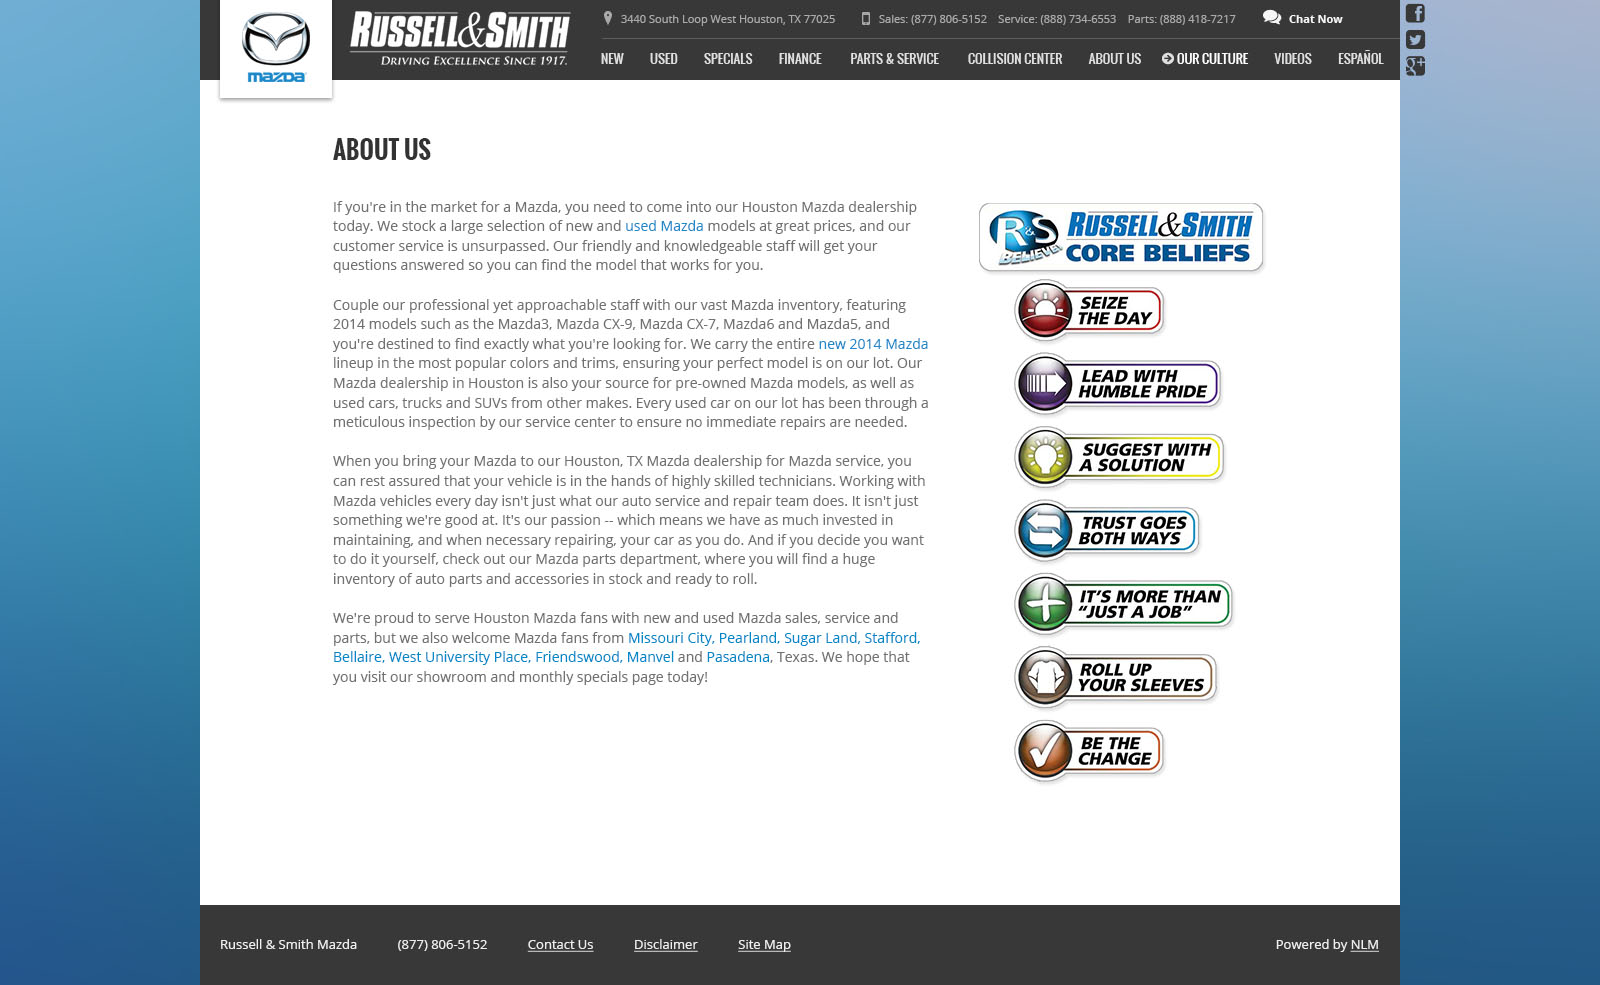 mazda
RUSSELL&SMITH
DRIVING EXCELLENCE SINCE 1917.
3440 South Loop West Houston, TX 77025
Sales: (877) 806-5152 Service: (888) 734-6553 Parts: (888) 418-7217
Chat Now
NEW USED SPECIALS FINANCE PARTS & SERVICE COLLISION CENTER ABOUT US OUR CULTURE VIDEOS ESPAÑOL
ABOUT US
If you're in the market for a Mazda, you need to come into our Houston Mazda dealership
today. We stock a large selection of new and used Mazda models at great prices, and our
customer service is unsurpassed. Our friendly and knowledgeable staff will get your
questions answered so you can find the model that works for you.
Couple our professional yet approachable staff with our vast Mazda inventory, featuring
2014 models such as the Mazda3, Mazda CX-9, Mazda CX-7, Mazda6 and Mazda5, and
you're destined to find exactly what you're looking for. We carry the entire new 2014 Mazda
lineup in the most popular colors and trims, ensuring your perfect model is on our lot. Our
Mazda dealership in Houston is also your source for pre-owned Mazda models, as well as
used cars, trucks and SUVs from other makes. Every used car on our lot has been through a
meticulous inspection by our service center to ensure no immediate repairs are needed.
When you bring your Mazda to our Houston, TX Mazda dealership for Mazda service, you
can rest assured that your vehicle is in the hands of highly skilled technicians. Working with
Mazda vehicles every day isn't just what our auto service and repair team does. It isn't just
something we're good at. It's our passion -- which means we have as much invested in
maintaining, and when necessary repairing, your car as you do. And if you decide you want
to do it yourself, check out our Mazda parts department, where you will find a huge
inventory of auto parts and accessories in stock and ready to roll.
We're proud to serve Houston Mazda fans with new and used Mazda sales, service and
parts, but we also welcome Mazda fans from Missouri City, Pearland, Sugar Land, Stafford,
Bellaire, West University Place, Friendswood, Manvel and Pasadena, Texas. We hope that
you visit our showroom and monthly specials page today!
R&S
BELIEVE!
RUSSELL&SMITH
CORE BELIEFS
SEIZE
THE DAY
LEAD WITH
HUMBLE PRIDE
SUGGEST WITH
A SOLUTION
TRUST GOES
BOTH WAYS
IT'S MORE THAN
“JUST A JOB”
ROLL UP
YOUR SLEEVES
BE THE
CHANGE
Russell & Smith Mazda (877) 806-5152 Contact Us Disclaimer Site Map
Powered by NLM